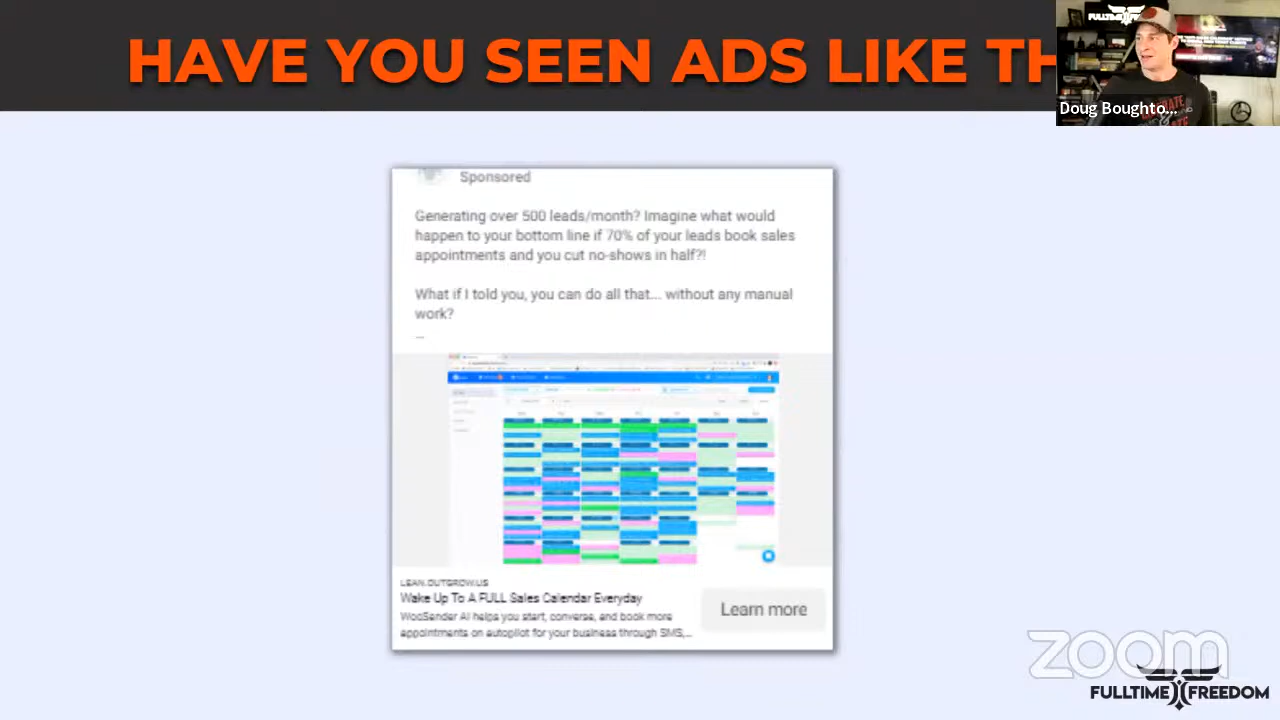 HAVE YOU SEEN ADS LIKE TH
FULLTIME
Doug Boughto...
Sponsored
Generating over 500 leads/month? Imagine what would
happen to your bottom line if 70% of your leads book sales
appointments and you cut no-shows in half?!
What if I told you, you can do all that... without any manual
work?
...
LEAN.OUTGROW.US
Wake Up To A FULL Sales Calendar Everyday
WooSender AI helps you start, converse, and book more
appointments on autopilot for your business through SMS,...
Learn more
zoom
FULLTIME FREEDOM